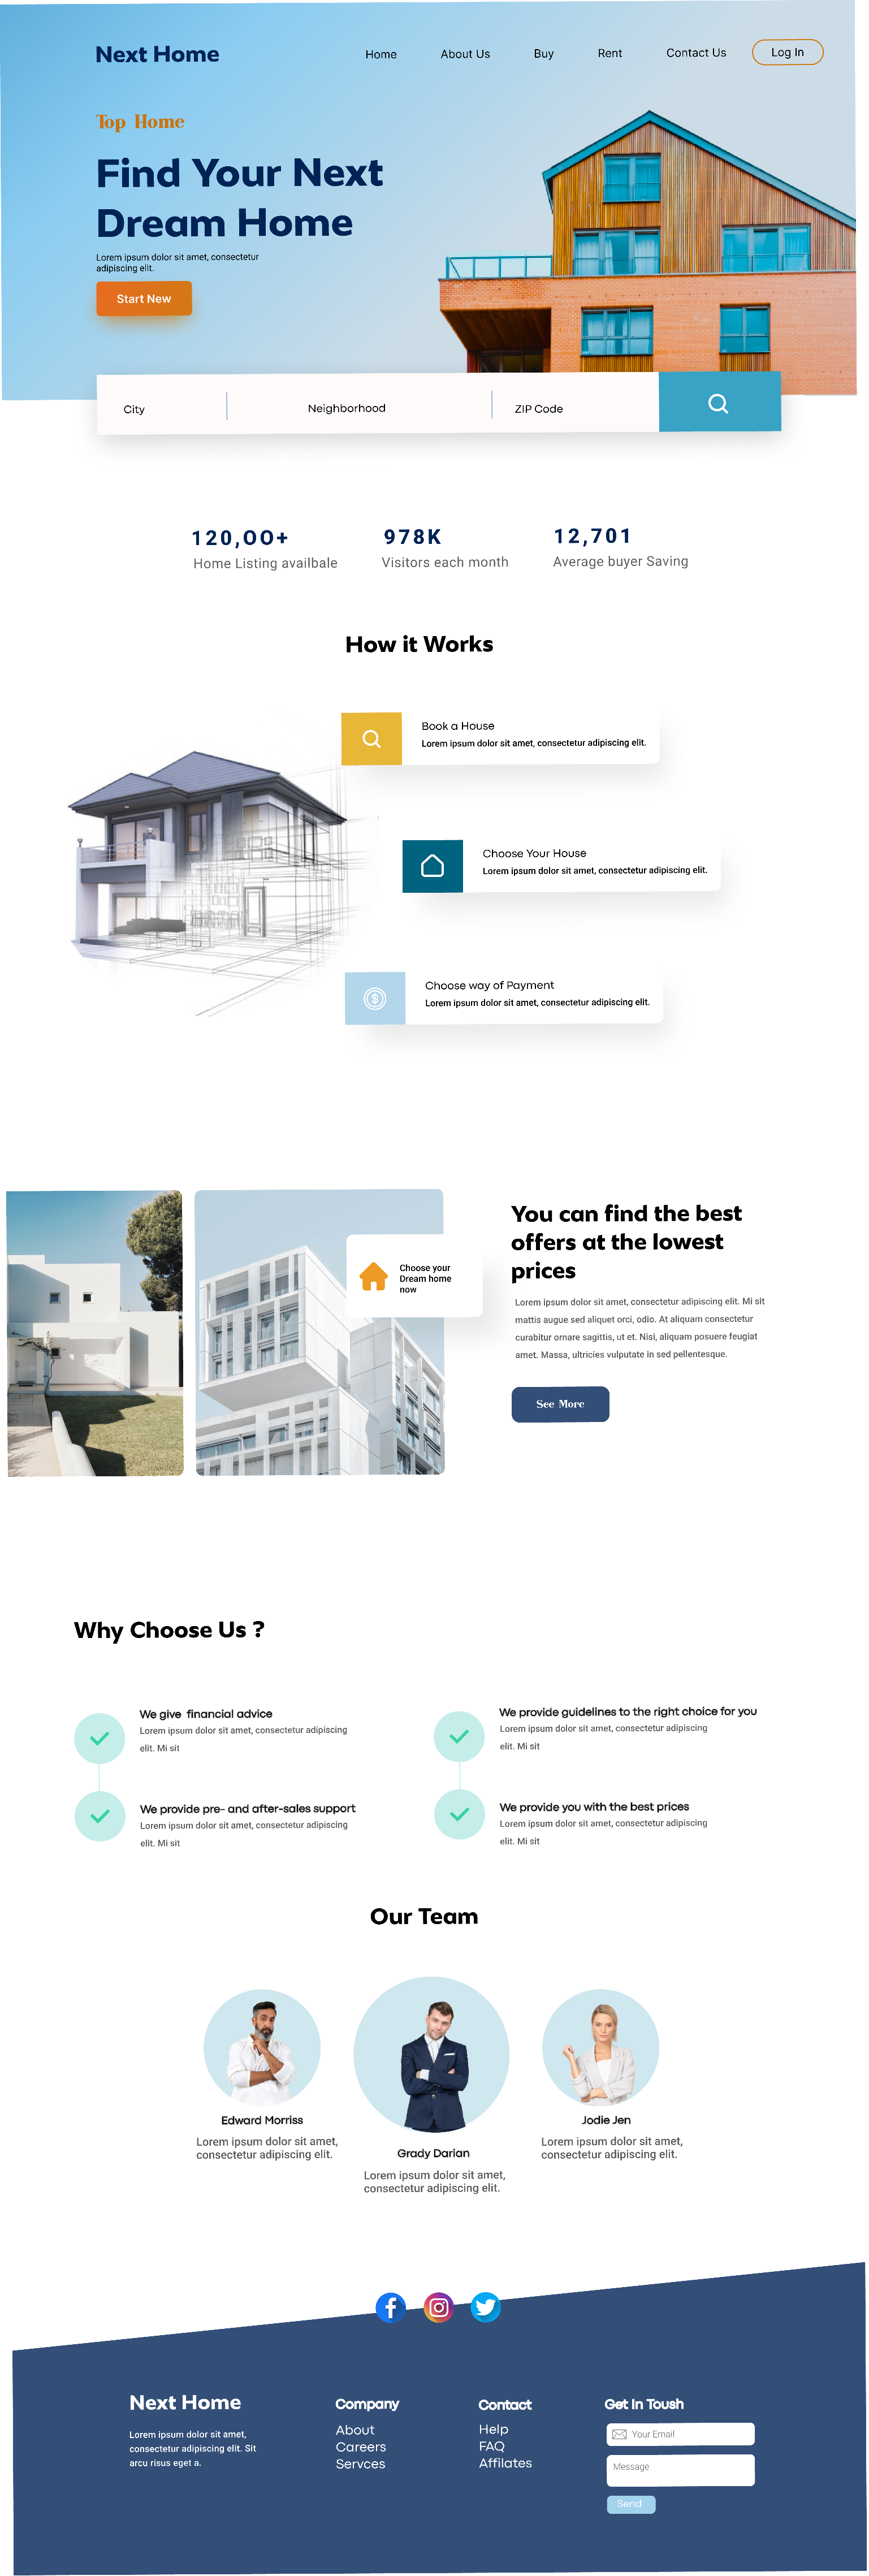 Next Home
Home
About Us
Buy
Rent
Contact Us
Log In
Top Home
Find Your Next
Dream Home
Lorem ipsum dolor sit amet, consectetur
adipiscing elit.
Start New
City
Neighborhood
ZIP Code
120,OO+
Home Listing availbale
978K
Visitors each month
12,701
Average buyer Saving
How it Works
Book a House
Lorem ipsum dolor sit amet, consectetur adipiscing elit.
Choose Your House
Lorem ipsum dolor sit amet, consectetur adipiscing elit.
Choose way of Payment
Lorem ipsum dolor sit amet, consectetur adipiscing elit.
Choose your
Dream home
now
You can find the best
offers at the lowest
prices
Lorem ipsum dolor sit amet, consectetur adipiscing elit. Mi sit
mattis augue sed aliquet orci, odio. At aliquam consectetur
curabitur ornare sagittis, ut et. Nisi, aliquam posuere feugiat
amet. Massa, ultricies vulputate in sed pellentesque.
See More
Why Choose Us ?
We give financial advice
Lorem ipsum dolor sit amet, consectetur adipiscing
elit. Mi sit
We provide pre- and after-sales support
Lorem ipsum dolor sit amet, consectetur adipiscing
elit. Mi sit
We provide guidelines to the right choice for you
Lorem ipsum dolor sit amet, consectetur adipiscing
elit. Mi sit
We provide you with the best prices
Lorem ipsum dolor sit amet, consectetur adipiscing
elit. Mi sit
Our Team
Edward Morriss
Lorem ipsum dolor sit amet,
consectetur adipiscing elit.
Grady Darian
Lorem ipsum dolor sit amet,
consectetur adipiscing elit.
Jodie Jen
Lorem ipsum dolor sit amet,
consectetur adipiscing elit.
Next Home
Lorem ipsum dolor sit amet,
consectetur adipiscing elit. Sit
arcu risus eget a.
Company
About
Careers
Servces
Contact
Help
FAQ
Affilates
Get In Toush
Your Email
Message
Send